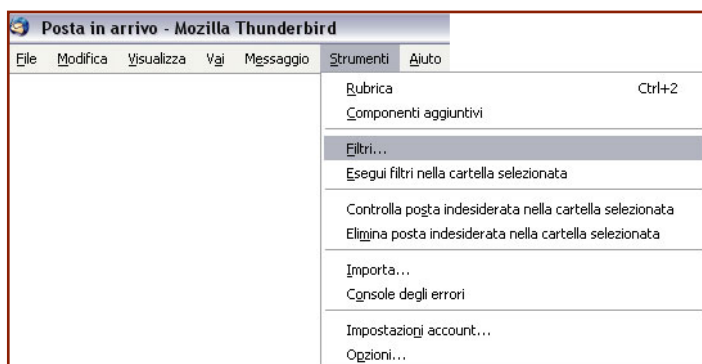 Posta in arrivo - Mozilla Thunderbird
File Modifica Visualizza Vai Messaggio Strumenti Aiuto
Rubrica Ctrl+2
Componenti aggiuntivi
Filtri...
Esegui filtri nella cartella selezionata
Controlla posta indesiderata nella cartella selezionata
Elimina posta indesiderata nella cartella selezionata
Importa...
Console degli errori
Impostazioni account...
Opzioni...